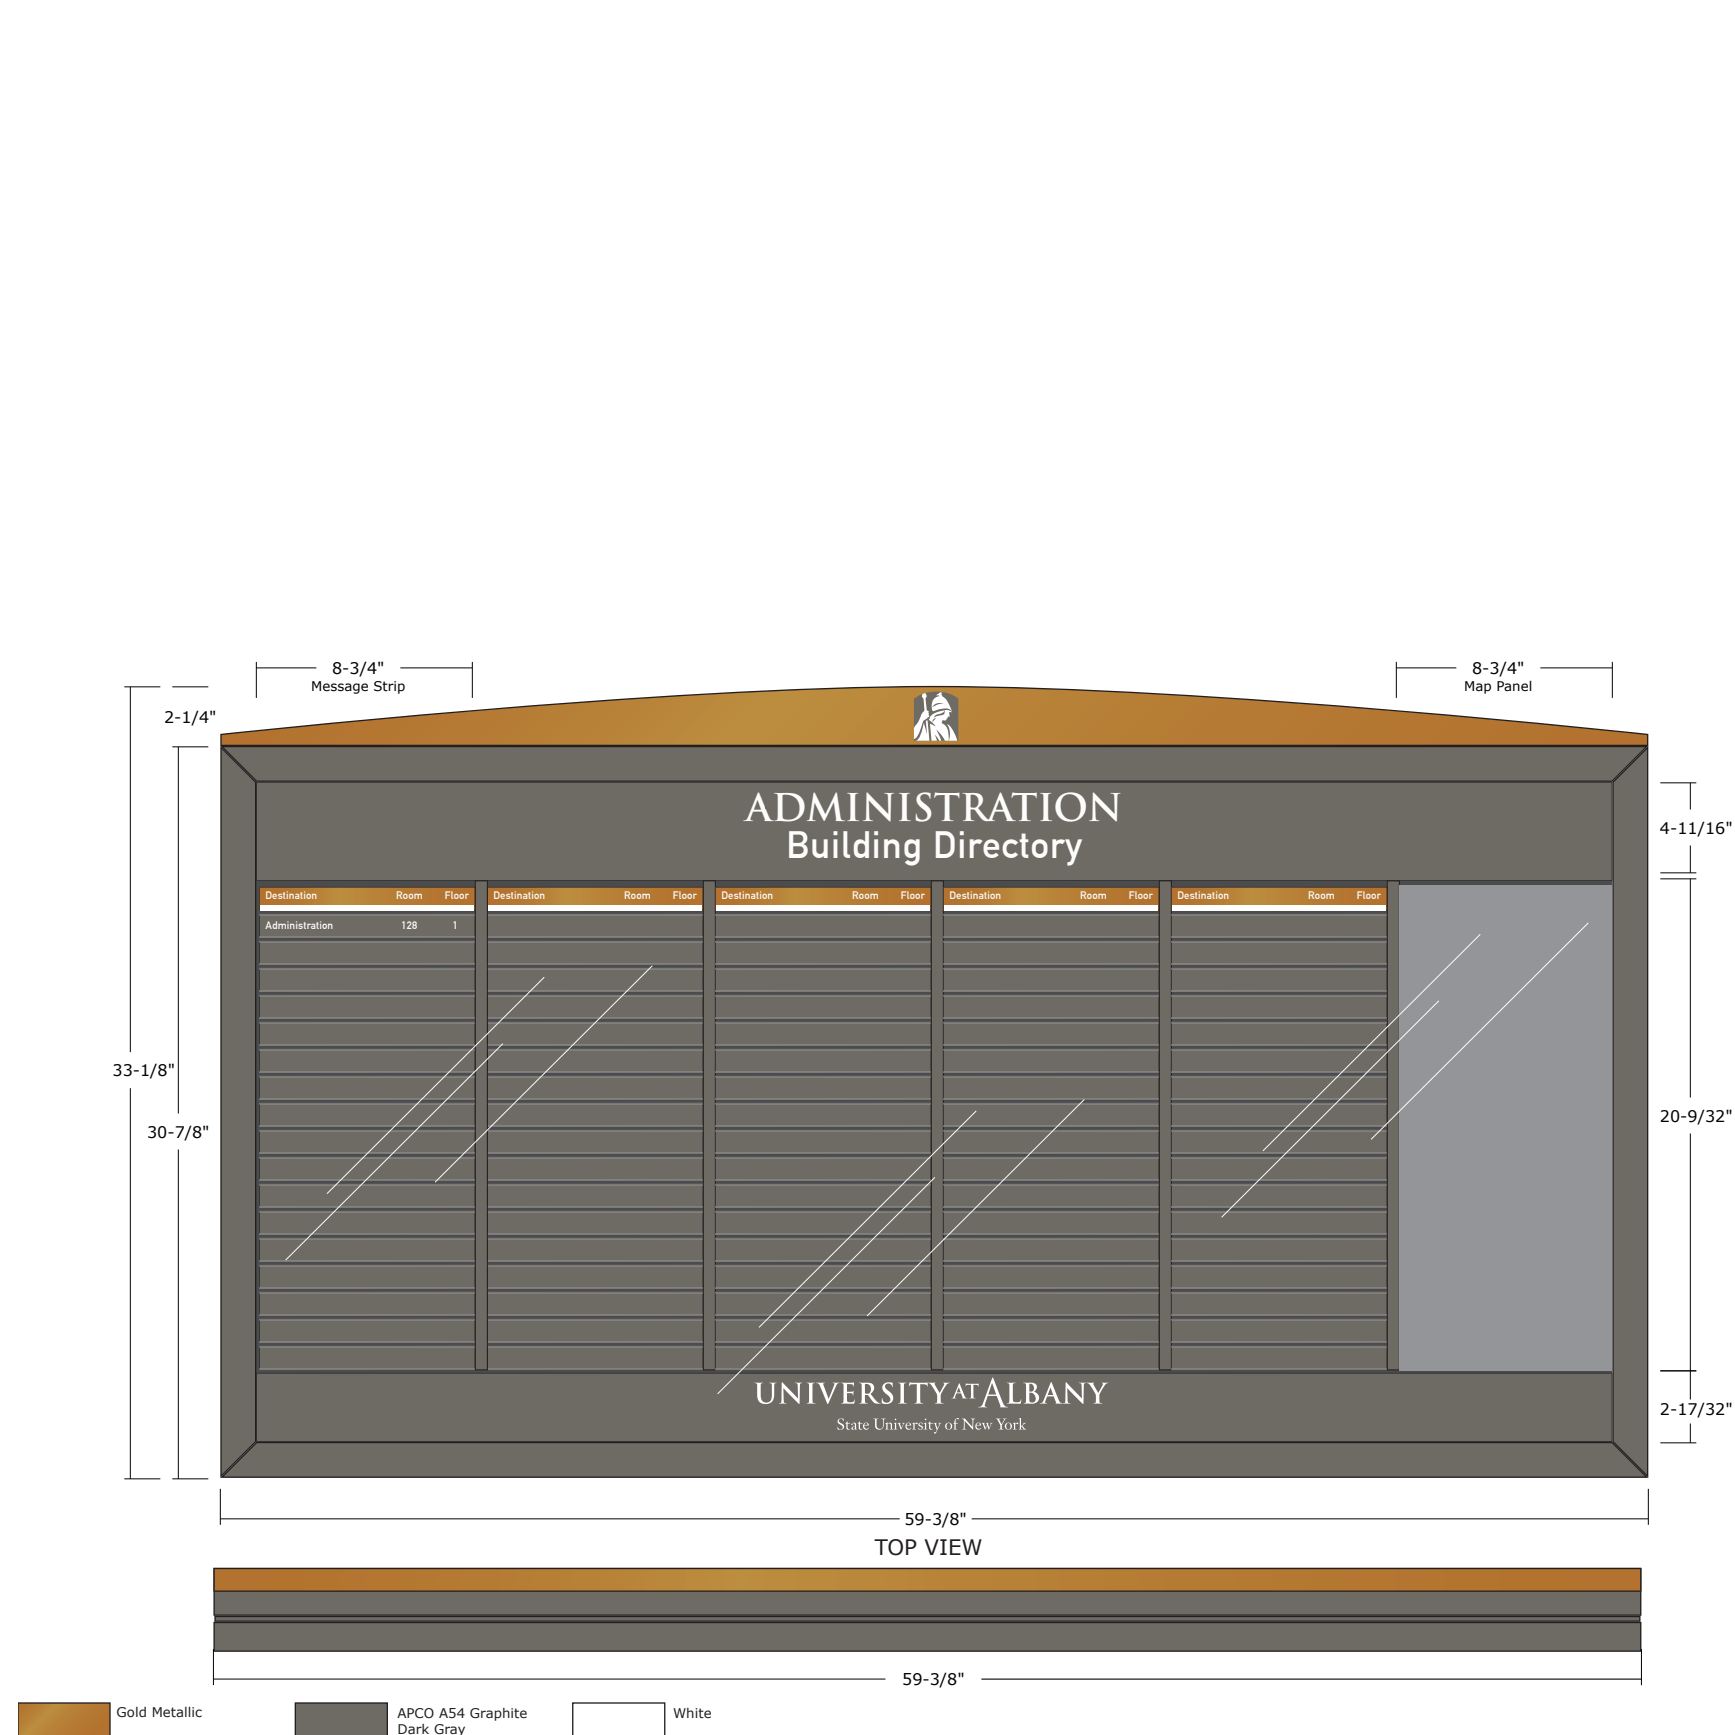 8-3/4"
Message Strip
8-3/4"
Map Panel
2-1/4"
ADMINISTRATION
Building Directory
4-11/16"
Destination Room Floor
Destination Room Floor
Destination Room Floor
Destination Room Floor
Destination Room Floor
Administration 128 1
33-1/8"
30-7/8"
20-9/32"
UNIVERSITY AT ALBANY
State University of New York
2-17/32"
59-3/8"
TOP VIEW
59-3/8"
Gold Metallic
APCO A54 Graphite
Dark Gray
White